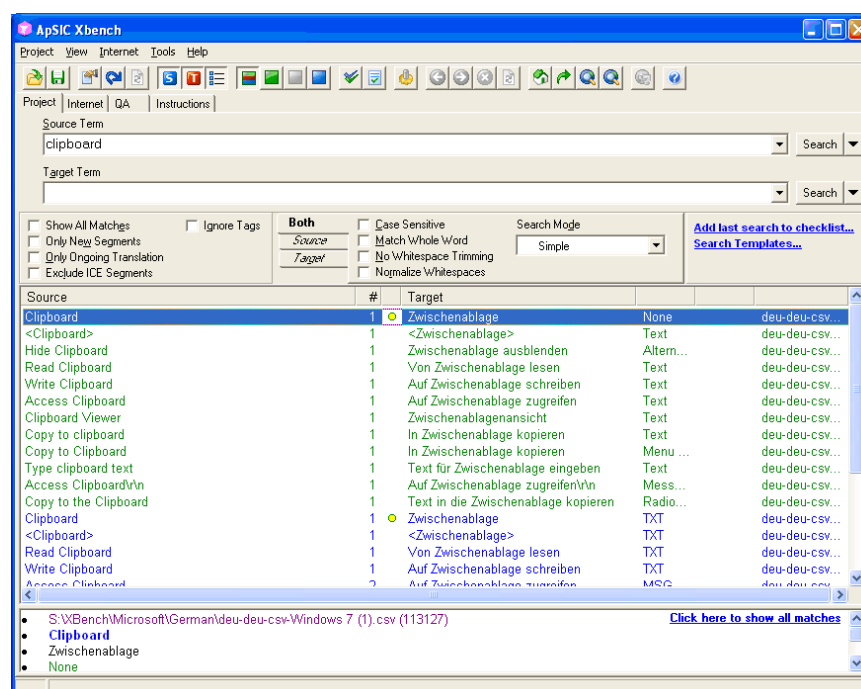 ApSIC Xbench
Project View Internet Tools Help
Project Internet QA Instructions
Source Term
clipboard Search
Target Term
Search
Show All Matches Ignore Tags Both Case Sensitive Search Mode Add last search to checklist...
Only New Segments Source Match Whole Word Simple Search Templates...
Only Ongoing Translation Target No Whitespace Trimming
Exclude ICE Segments Normalize Whitespaces
Source # Target
Clipboard 1 Zwischenablage None deu-deu-csv...
<Clipboard> 1 <Zwischenablage> Text deu-deu-csv...
Hide Clipboard 1 Zwischenablage ausblenden Altern... deu-deu-csv...
Read Clipboard 1 Von Zwischenablage lesen Text deu-deu-csv...
Write Clipboard 1 Auf Zwischenablage schreiben Text deu-deu-csv...
Access Clipboard 1 Auf Zwischenablage zugreifen Text deu-deu-csv...
Clipboard Viewer 1 Zwischenablagenansicht Text deu-deu-csv...
Copy to clipboard 1 In Zwischenablage kopieren Text deu-deu-csv...
Copy to Clipboard 1 In Zwischenablage kopieren Menu ... deu-deu-csv...
Type clipboard text 1 Text für Zwischenablage eingeben Text deu-deu-csv...
Access Clipboard\r\n 1 Auf Zwischenablage zugreifen\r\n Mess... deu-deu-csv...
Copy to the Clipboard 1 Text in die Zwischenablage kopieren Radio... deu-deu-csv...
Clipboard 1 Zwischenablage TXT deu-deu-csv...
<Clipboard> 1 <Zwischenablage> TXT deu-deu-csv...
Read Clipboard 1 Von Zwischenablage lesen TXT deu-deu-csv...
Write Clipboard 1 Auf Zwischenablage schreiben TXT deu-deu-csv...
Access Clipboard 2 Auf Zwischenablage zugreifen MSG deu-deu-csv...
S:\XBench\Microsoft\German\deu-deu-csv-Windows 7 (1).csv (113127) Click here to show all matches
Clipboard
Zwischenablage
None